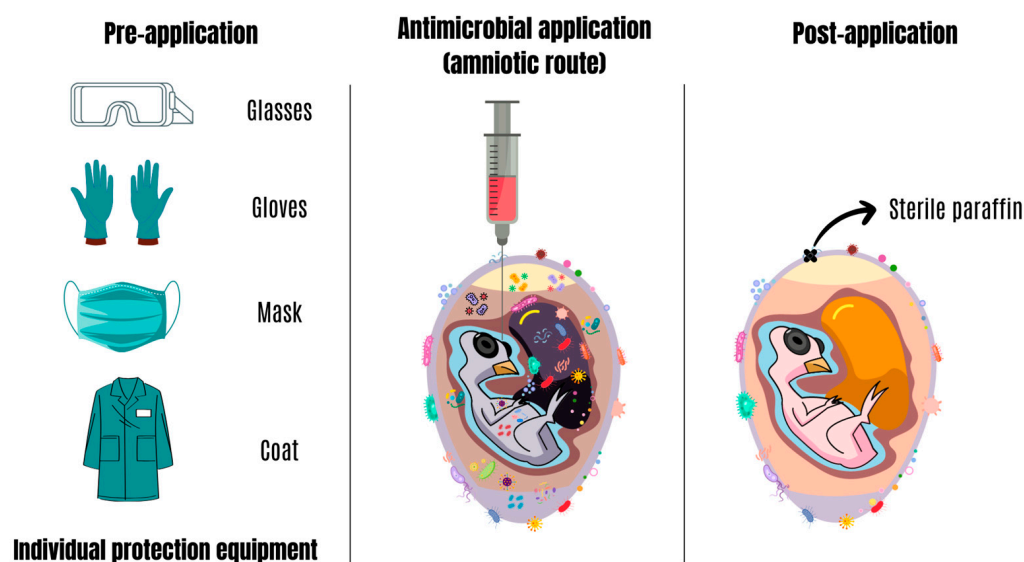 Pre-application
Glasses
Gloves
Mask
Coat
Individual protection equipment
Antimicrobial application
(amniotic route)
Post-application
Sterile paraffin